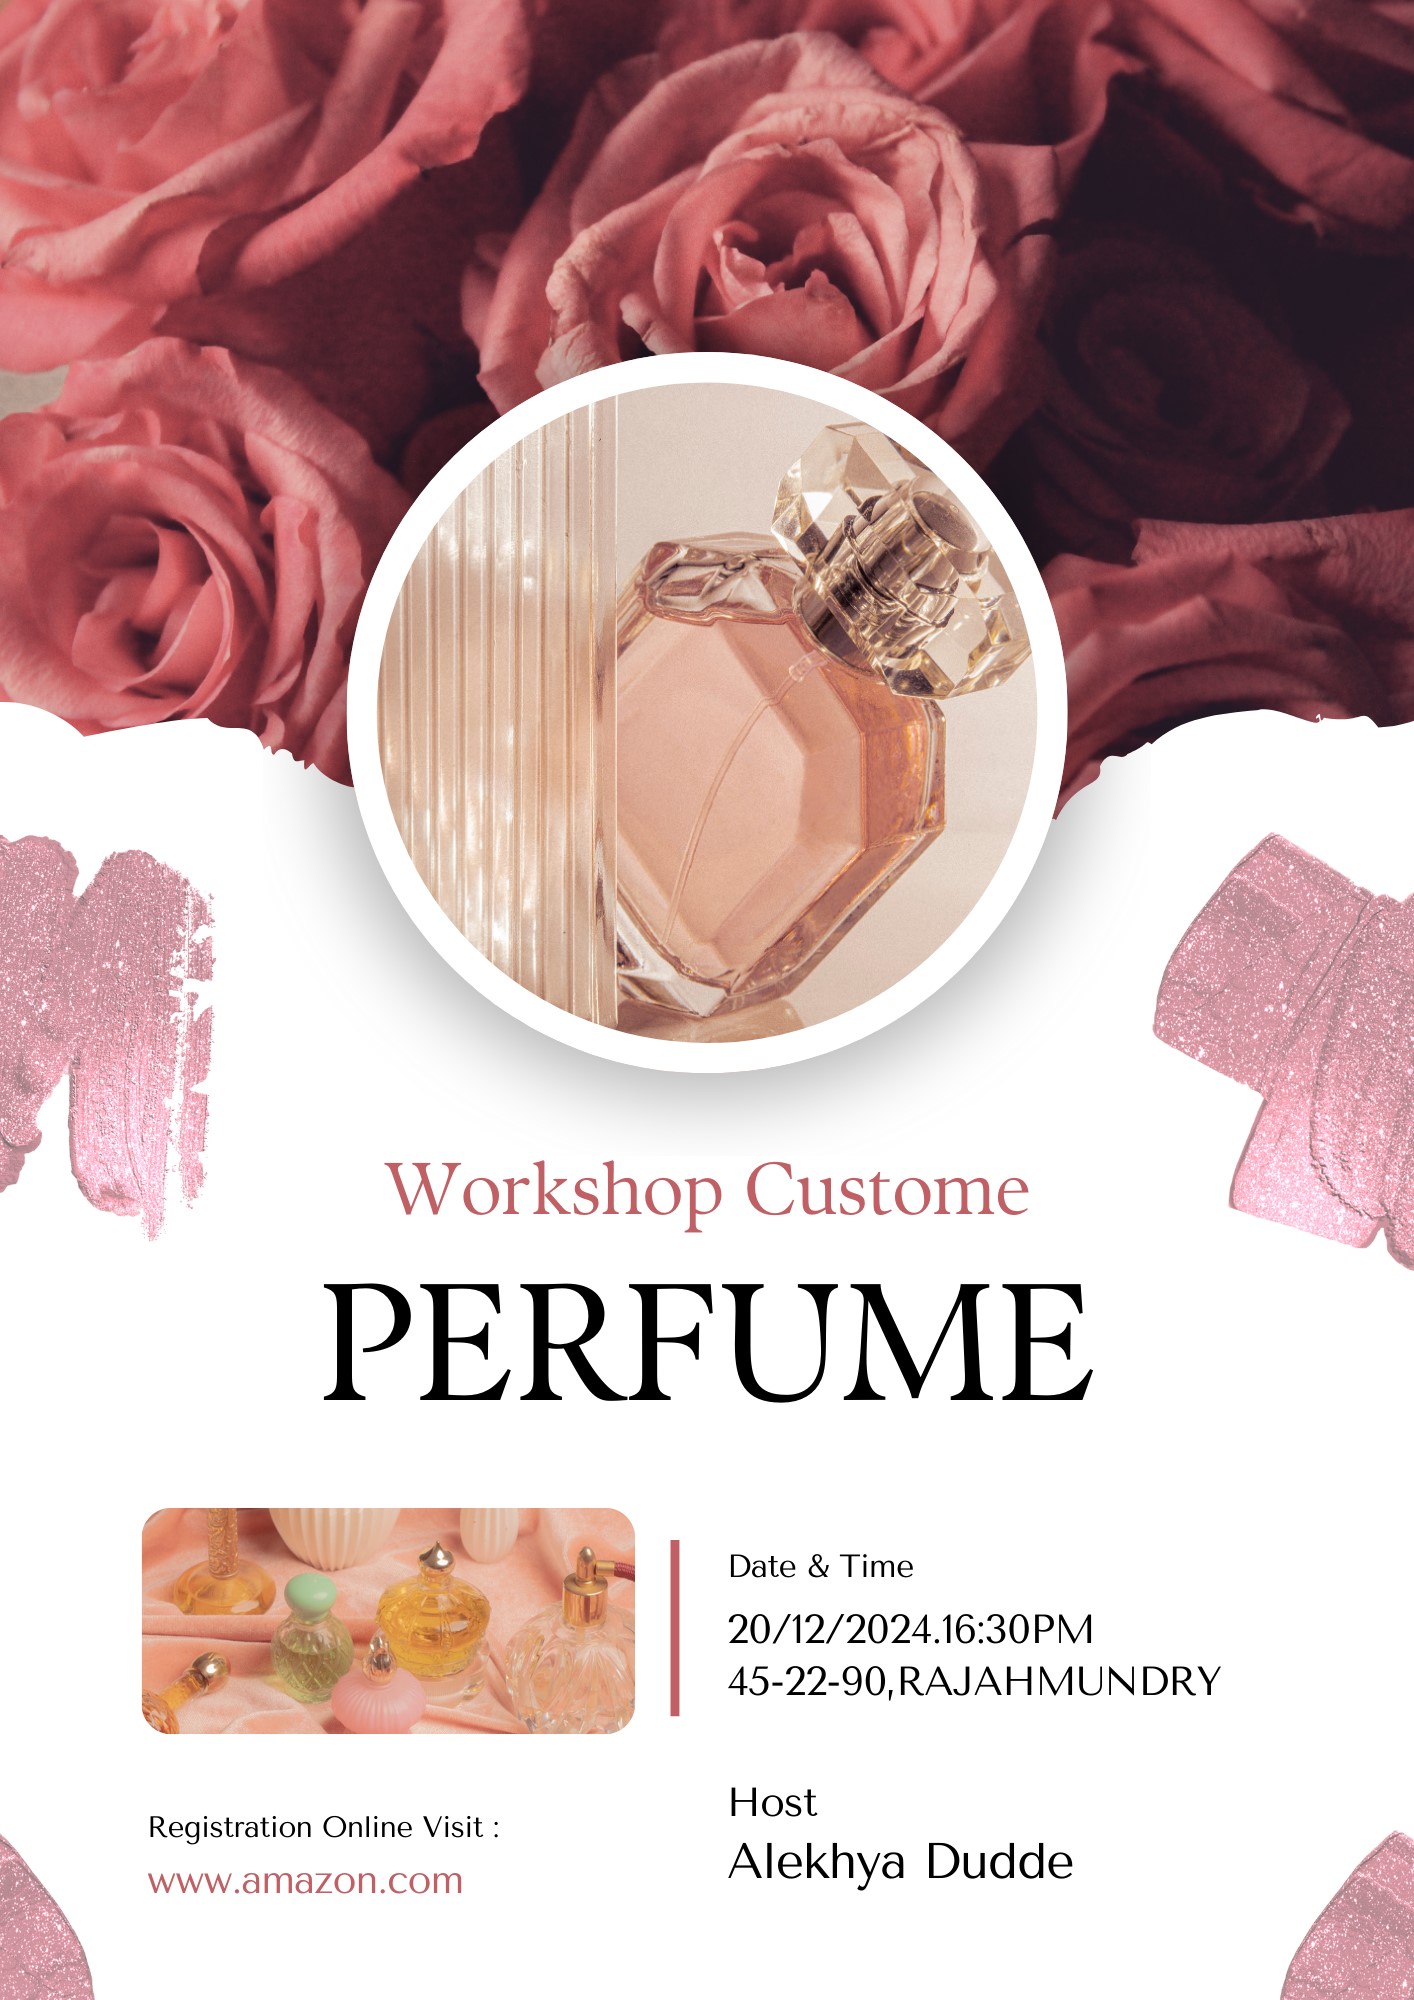 Workshop Custome
PERFUME
Date & Time
20/12/2024.16:30PM
45-22-90,RAJAHMUNDRY
Host
Alekhya Dudde
Registration Online Visit :
www.amazon.com